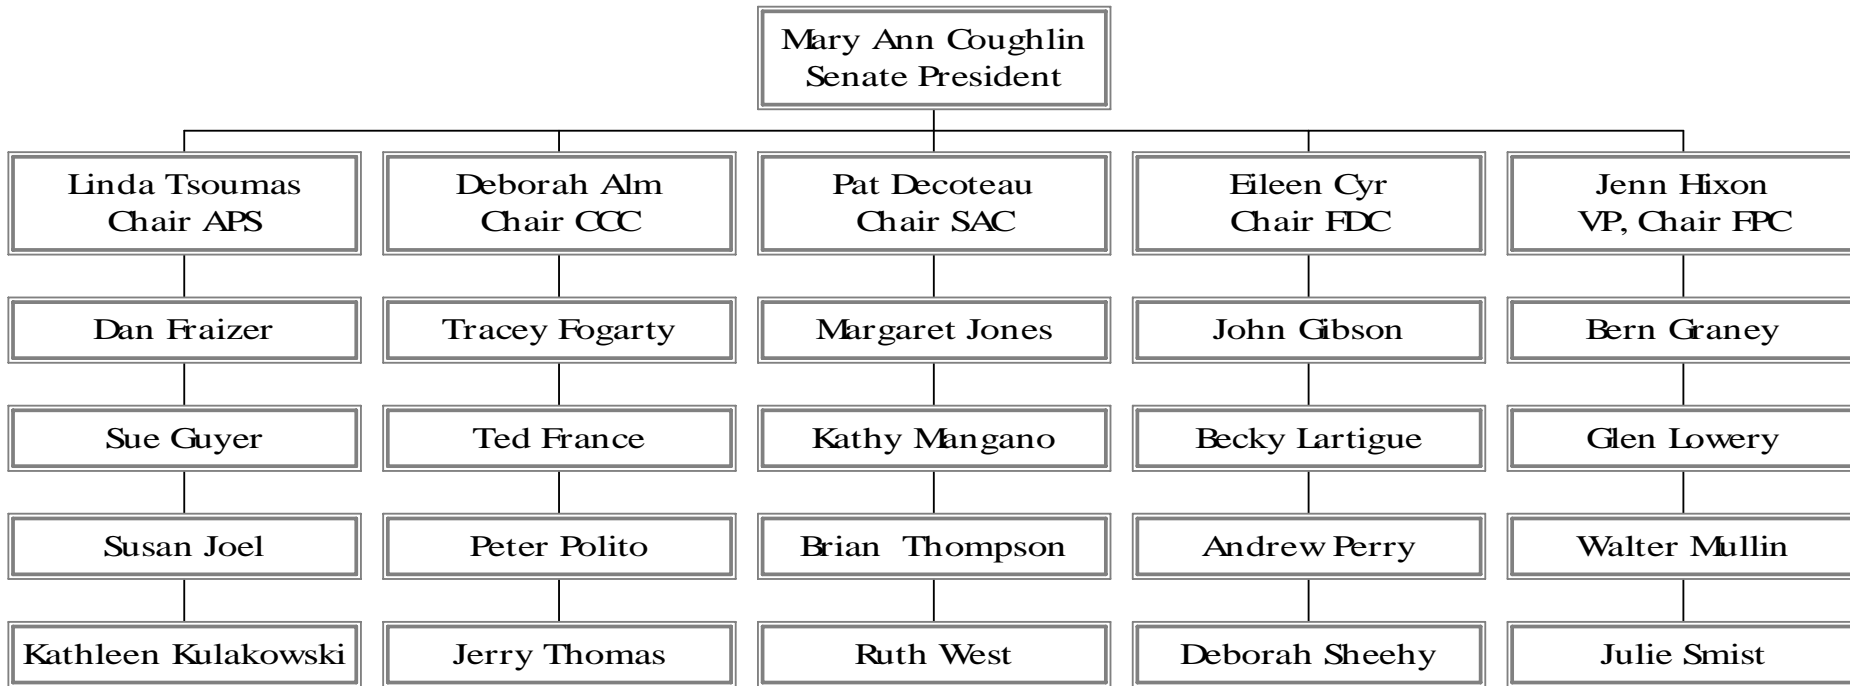 Mary Ann Coughlin
Senate President
Linda Tsoumas
Chair APS
Deborah Alm
Chair CCC
Pat Decoteau
Chair SAC
Eileen Cyr
Chair FDC
Jenn Hixon
VP, Chair FPC
Dan Fraizer
Tracey Fogarty
Margaret Jones
John Gibson
Bern Graney
Sue Guyer
Ted France
Kathy Mangano
Becky Lartigue
Glen Lowery
Susan Joel
Peter Polito
Brian Thompson
Andrew Perry
Walter Mullin
Kathleen Kulakowski
Jerry Thomas
Ruth West
Deborah Sheehy
Julie Smist